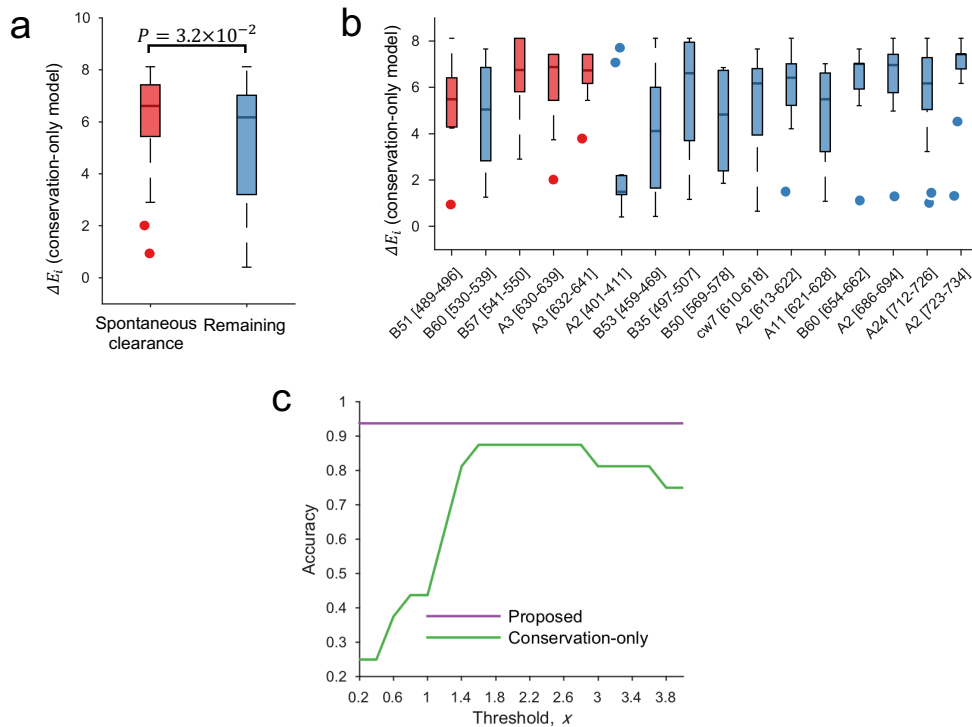 a
P = 3.2×10⁻²
ΔEᵢ (conservation-only model)
10
8
6
4
2
0
Spontaneous
clearance
Remaining
b
ΔEᵢ (conservation-only model)
8
6
4
2
0
B51 [489-496]
B60 [530-539]
B57 [541-550]
A3 [630-639]
A3 [632-641]
A2 [401-411]
B53 [459-469]
B35 [497-507]
B50 [569-578]
cw7 [610-618]
A2 [613-622]
A11 [621-628]
B60 [654-662]
A2 [686-694]
A24 [712-726]
A2 [723-734]
c
Accuracy
1
0.9
0.8
0.7
0.6
0.5
0.4
0.3
0.2
Proposed
Conservation-only
0.2 0.6 1 1.4 1.8 2.2 2.6 3 3.4 3.8
Threshold, x